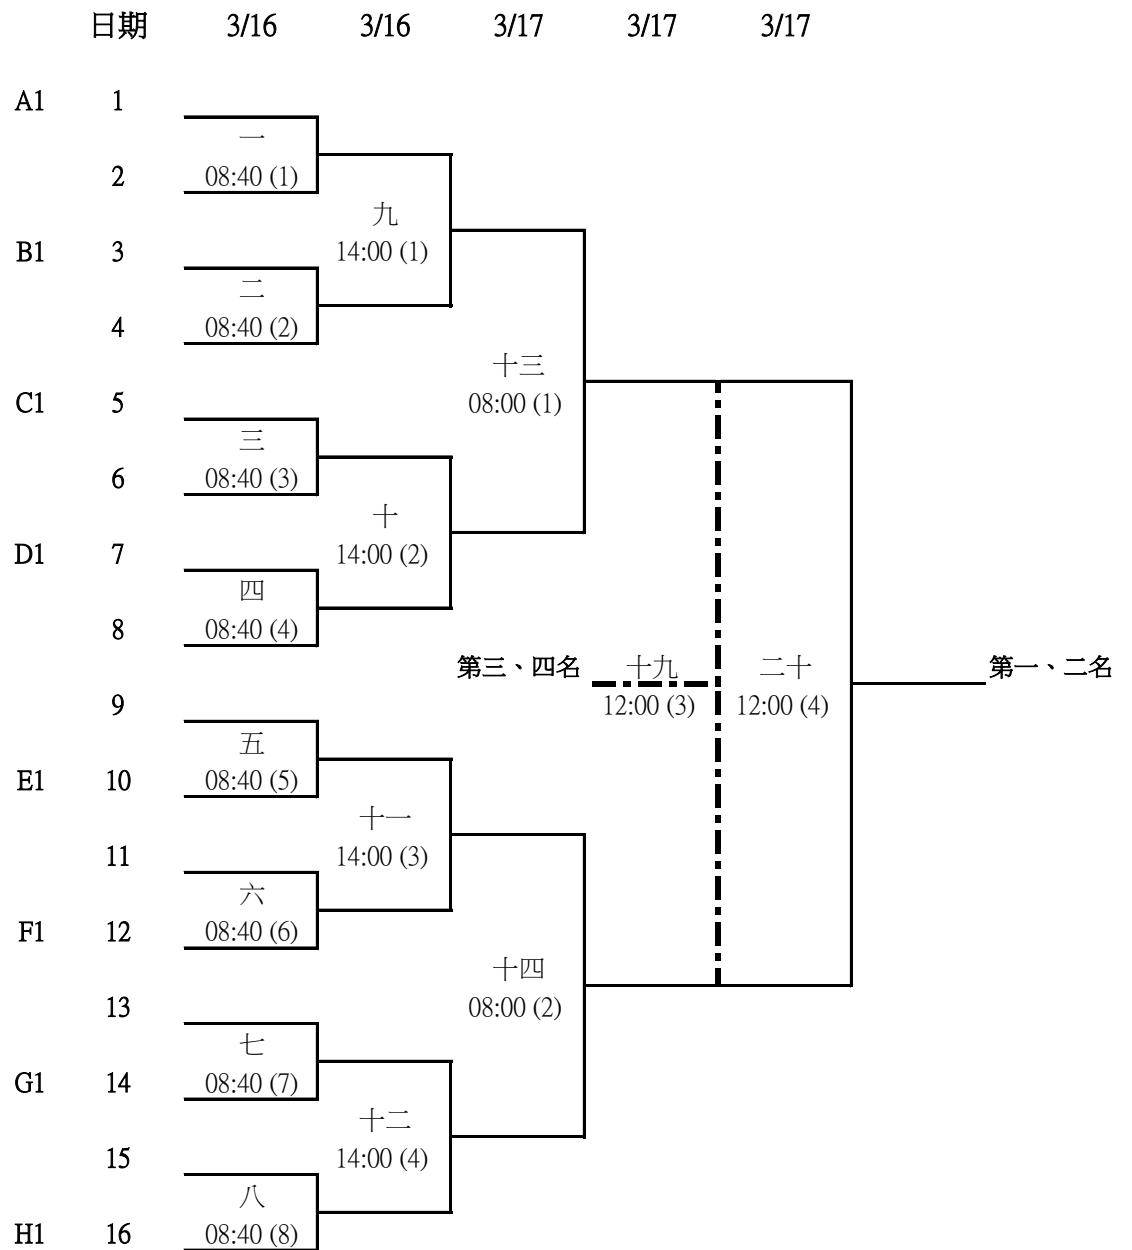 日期 3/16 3/16 3/17 3/17 3/17
A1 1
一
2 08:40 (1)
九
B1 3 14:00 (1)
二
4 08:40 (2)
十三
C1 5 08:00 (1)
三
6 08:40 (3)
十
D1 7 14:00 (2)
四
8 08:40 (4)
第三、四名 十九 二十 第一、二名
9 12:00 (3) 12:00 (4)
五
E1 10 08:40 (5)
十一
11 14:00 (3)
六
F1 12 08:40 (6)
十四
13 08:00 (2)
七
G1 14 08:40 (7)
十二
15 14:00 (4)
八
H1 16 08:40 (8)